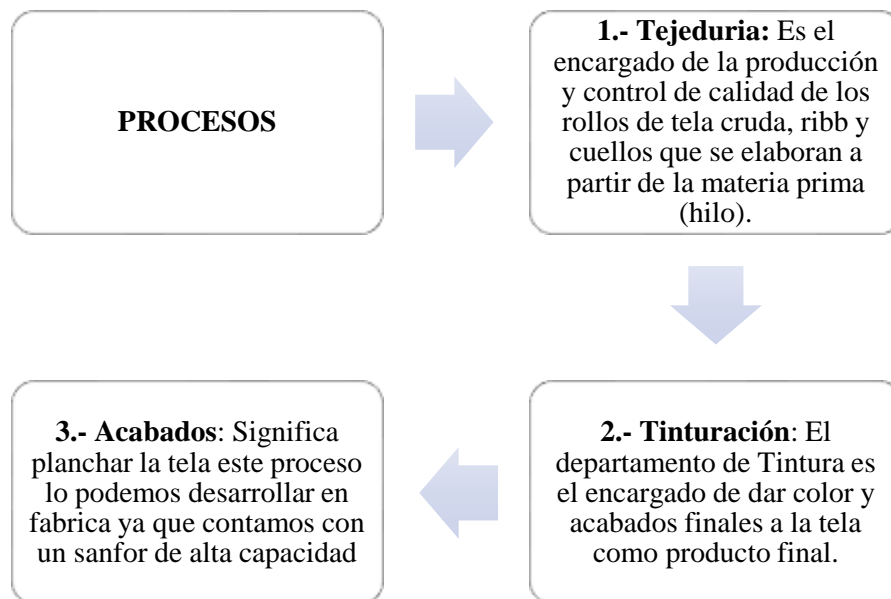 PROCESOS
1.- Tejeduria: Es el
encargado de la producción
y control de calidad de los
rollos de tela cruda, ribb y
cuellos que se elaboran a
partir de la materia prima
(hilo).
2.- Tinturación: El
departamento de Tintura es
el encargado de dar color y
acabados finales a la tela
como producto final.
3.- Acabados: Significa
planchar la tela este proceso
lo podemos desarrollar en
fabrica ya que contamos con
un sanfor de alta capacidad